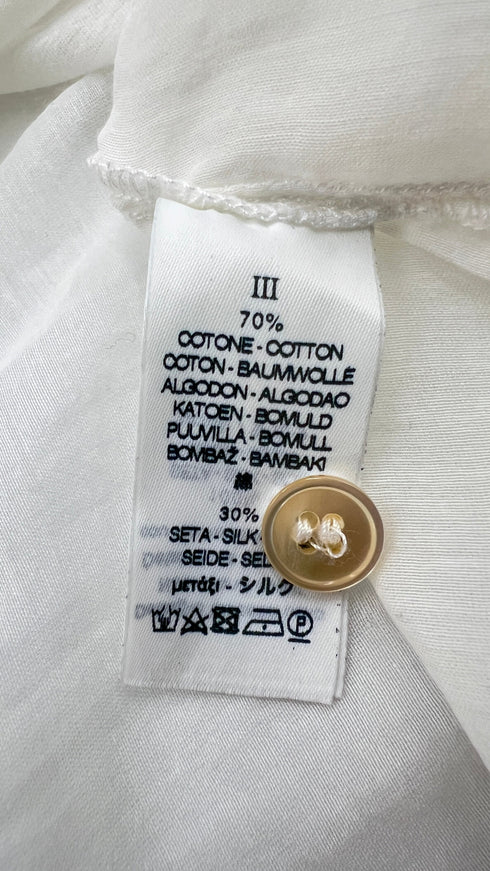 III
70%
COTONE - COTTON
COTON - BAUMWOLLE
ALGODON - ALGODAO
KATOEN - BOMULD
PUUVILLA - BOMULL
BOMBAŽ - BAMBAKI
綿
30%
SETA - SILK -
SEIDE -
μετάξι - シルク
P